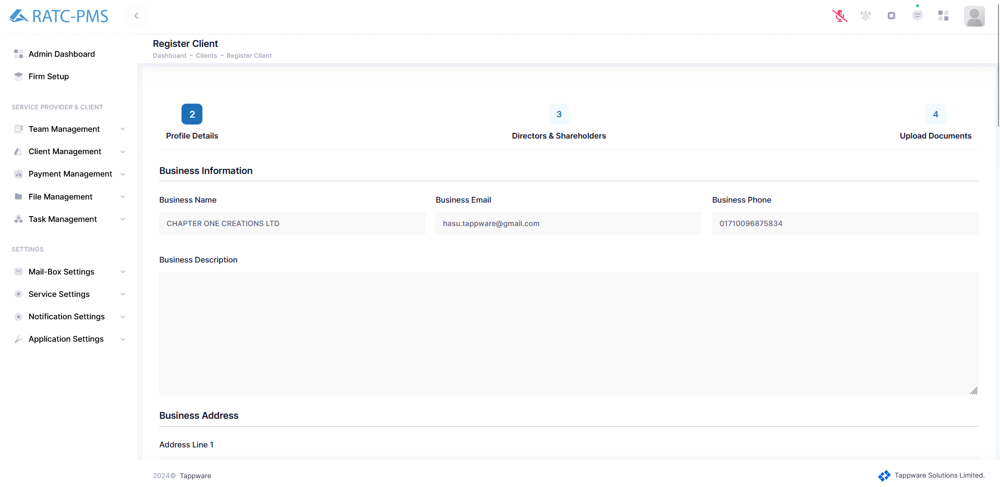 RATC-PMS
Admin Dashboard
Firm Setup
SERVICE PROVIDER & CLIENT
Team Management
Client Management
Payment Management
File Management
Task Management
SETTINGS
Mail-Box Settings
Service Settings
Notification Settings
Application Settings
Register Client
Dashboard - Clients - Register Client
2 3 4
Profile Details Directors & Shareholders Upload Documents
Business Information
Business Name Business Email Business Phone
CHAPTER ONE CREATIONS LTD hasu.tappware@gmail.com 01710096875834
Business Description
Business Address
Address Line 1
2024© Tappware Tappware Solutions Limited.